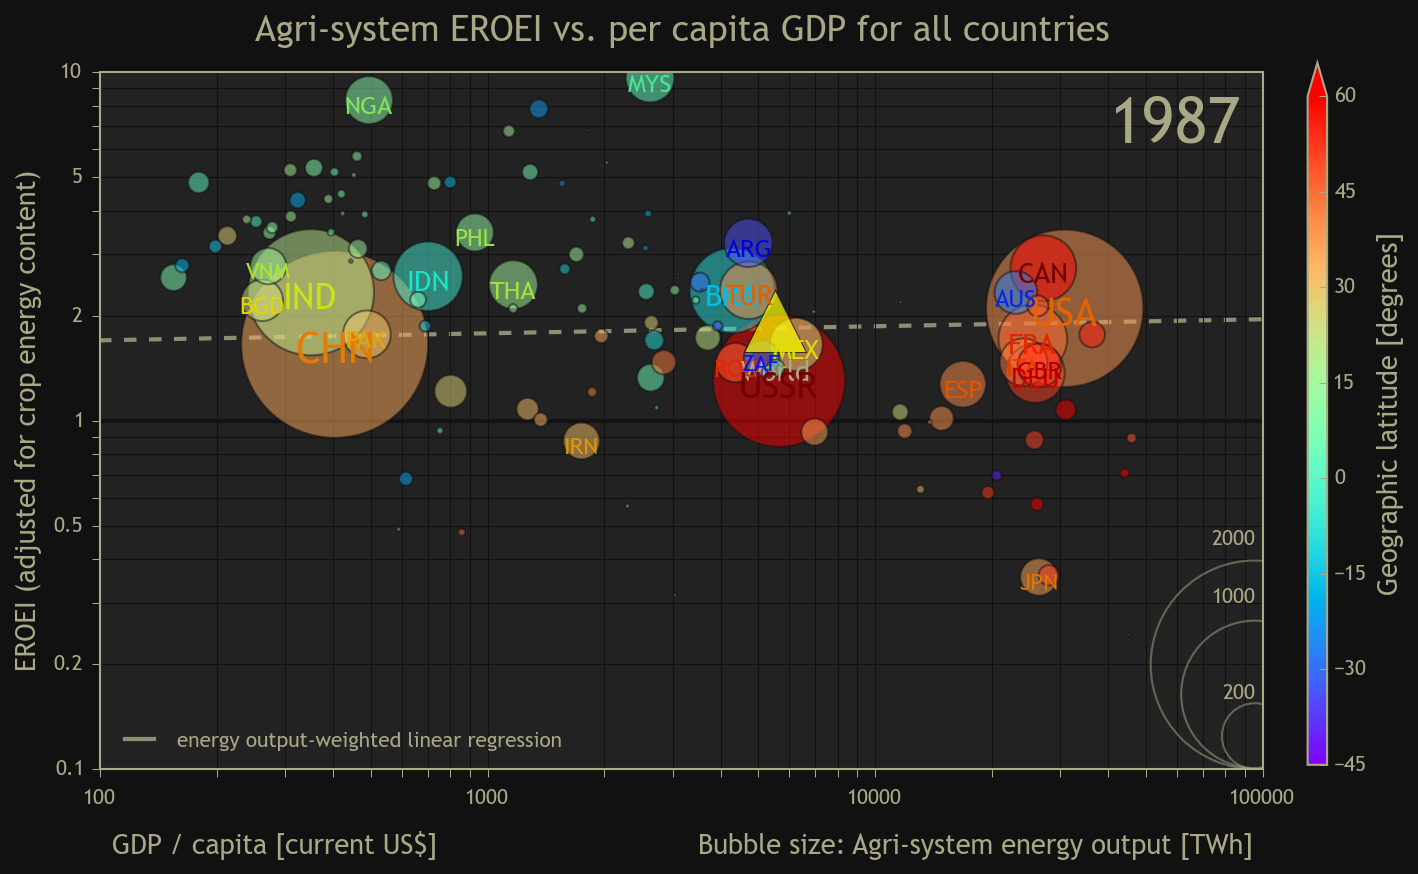 Agri-system EROEI vs. per capita GDP for all countries
1987
EROEI (adjusted for crop energy content)
10
5
2
1
0.5
0.2
0.1
NGA
MYS
PHL
ARG
VNM
IDN
THA
CAN
BGD
IND
TUR
AUS
USA
CHN
PAK
MEX
FRA
ZAF
World
USSR
GBR
DEU
ESP
IRN
JPN
2000
1000
200
energy output-weighted linear regression
100
1000
10000
100000
GDP / capita [current US$]
Bubble size: Agri-system energy output [TWh]
60
45
30
15
0
−15
−30
−45
Geographic latitude [degrees]